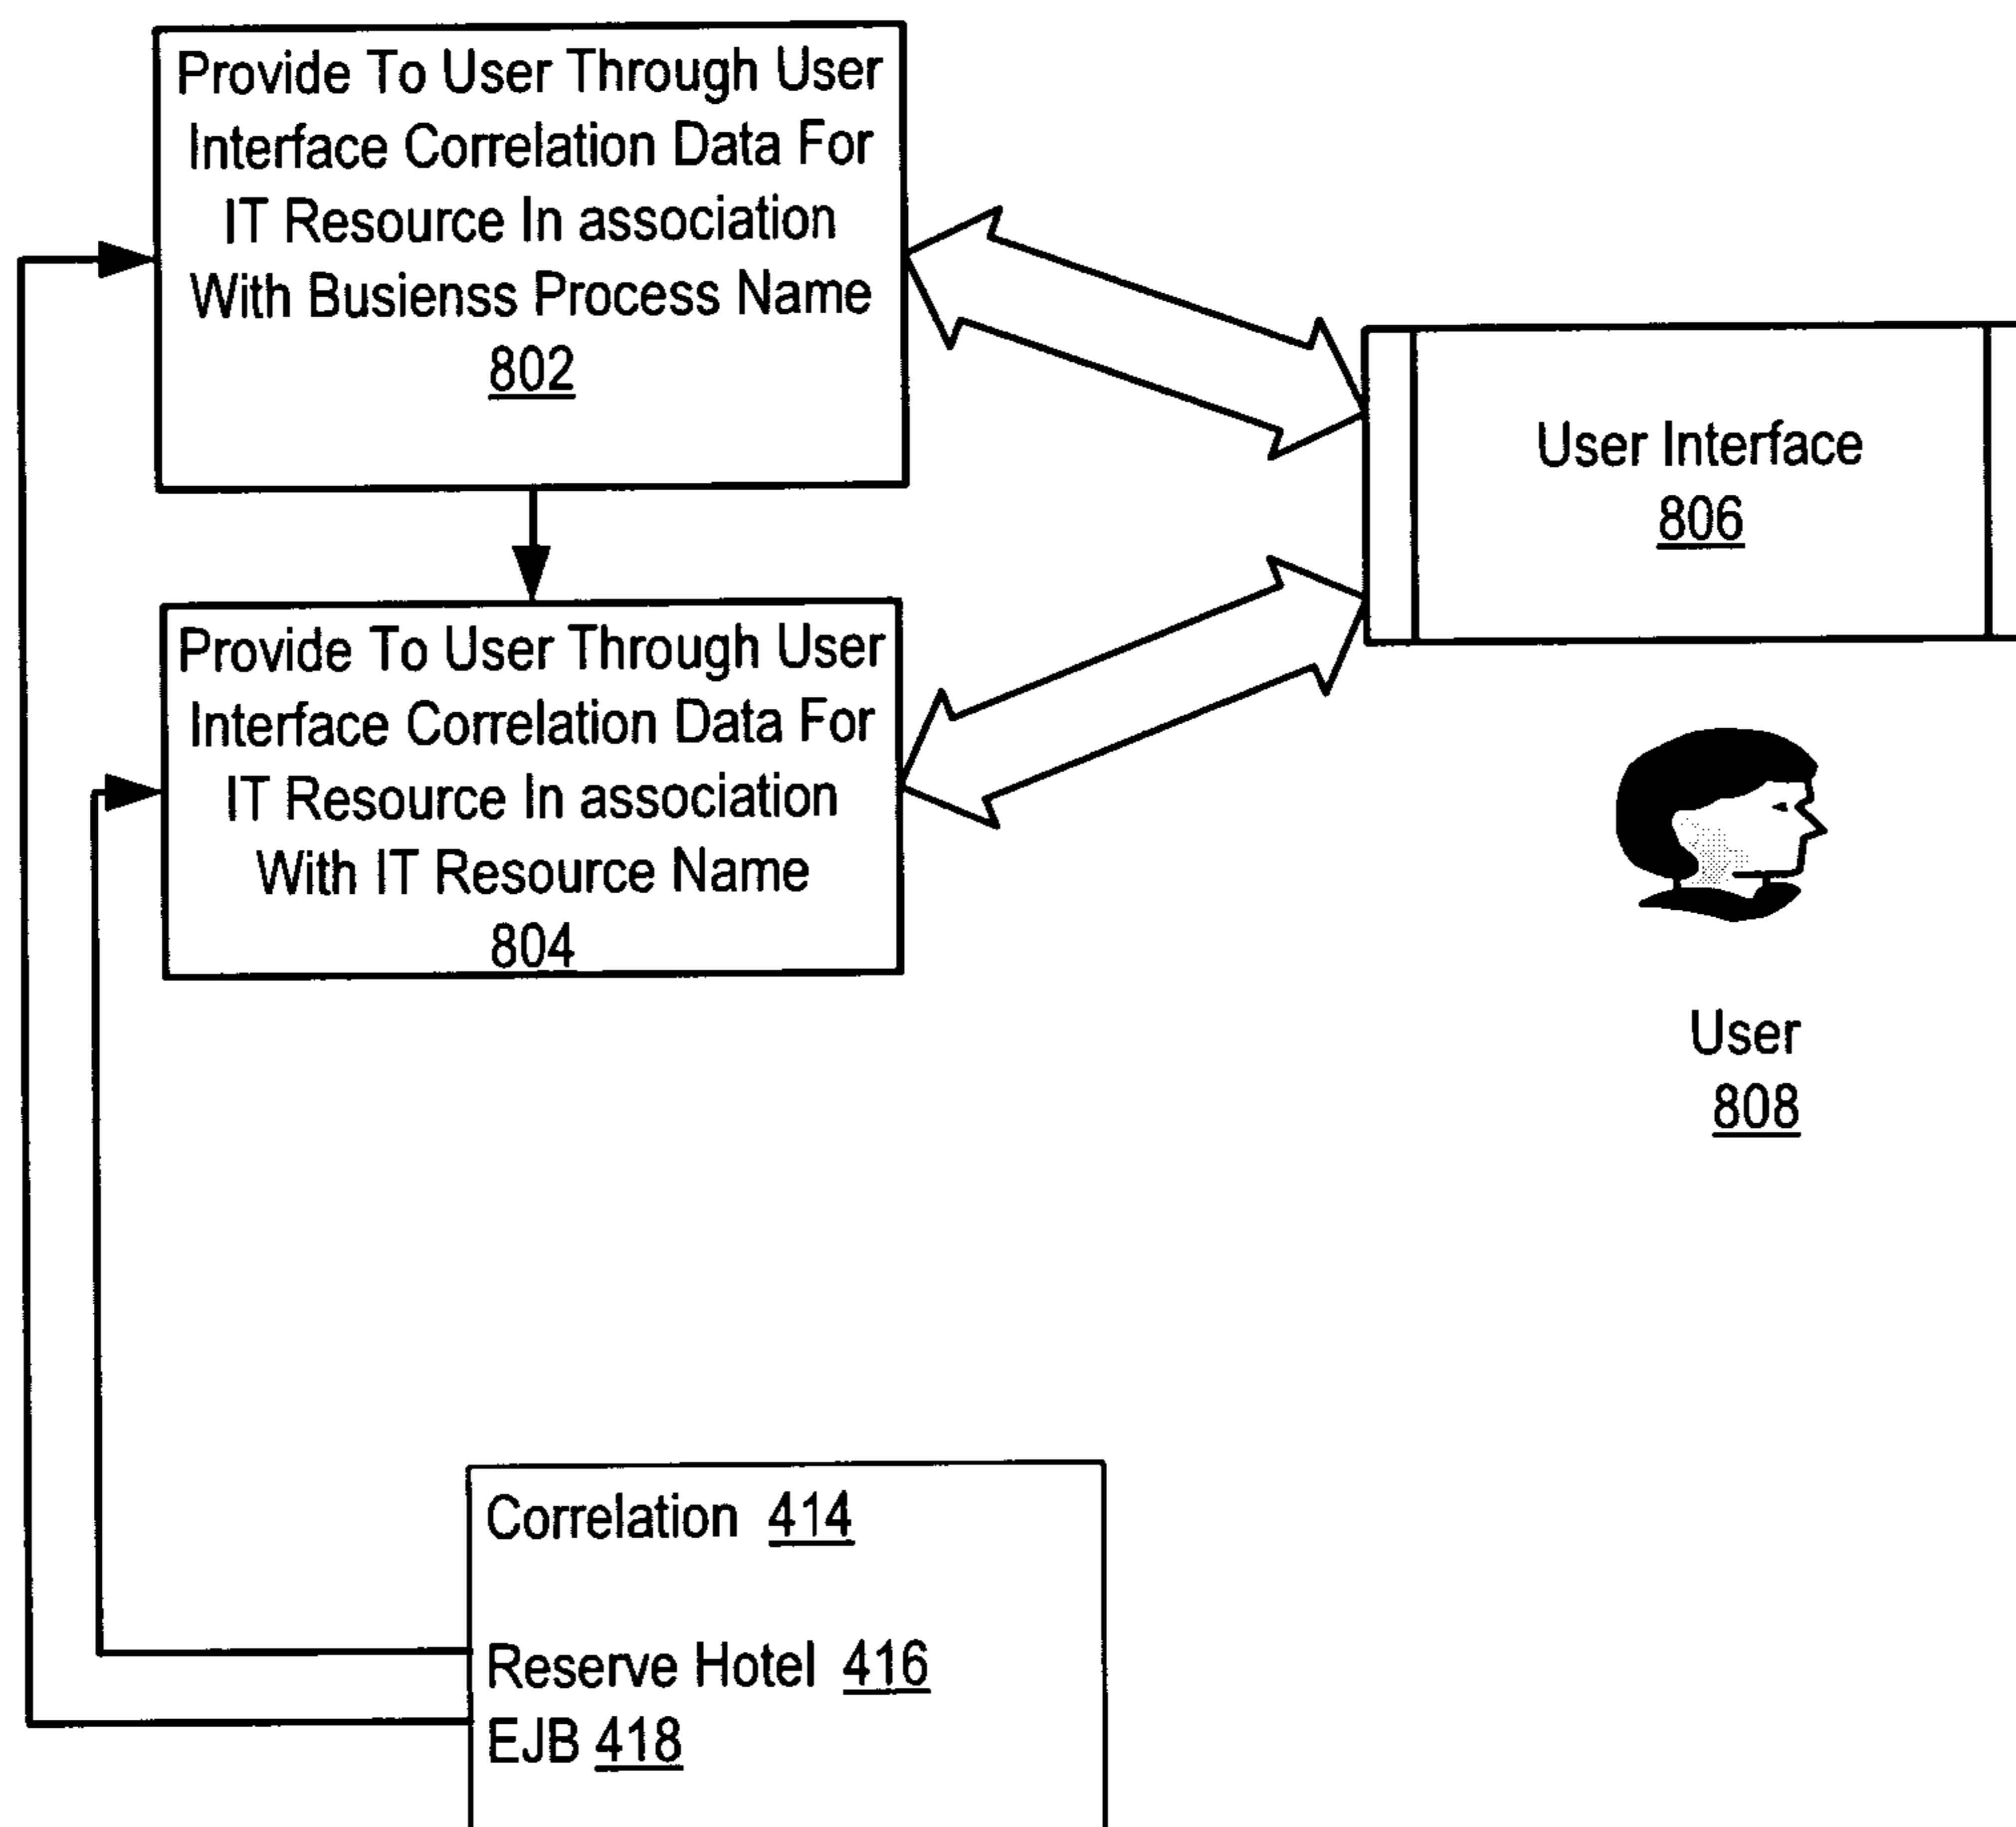 Provide To User Through User
Interface Correlation Data For
IT Resource In association
With Busienss Process Name
802
User Interface
806
Provide To User Through User
Interface Correlation Data For
IT Resource In association
With IT Resource Name
804
User
808
Correlation 414
Reserve Hotel 416
EJB 418